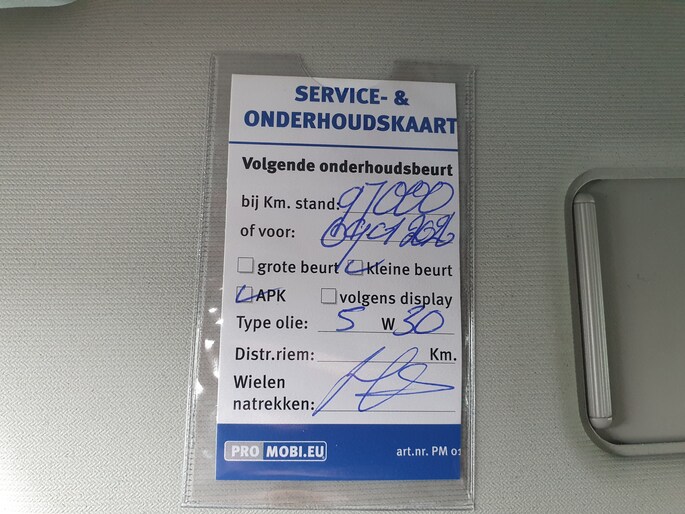 SERVICE- &
ONDERHOUDSKAART
Volgende onderhoudsbeurt
bij Km. stand: 97000
of voor: 2026
grote beurt kleine beurt
APK volgens display
Type olie: 5 W 30
Distr.riem: Km.
Wielen
natrekken:
PRO MOBI.EU
art.nr. PM